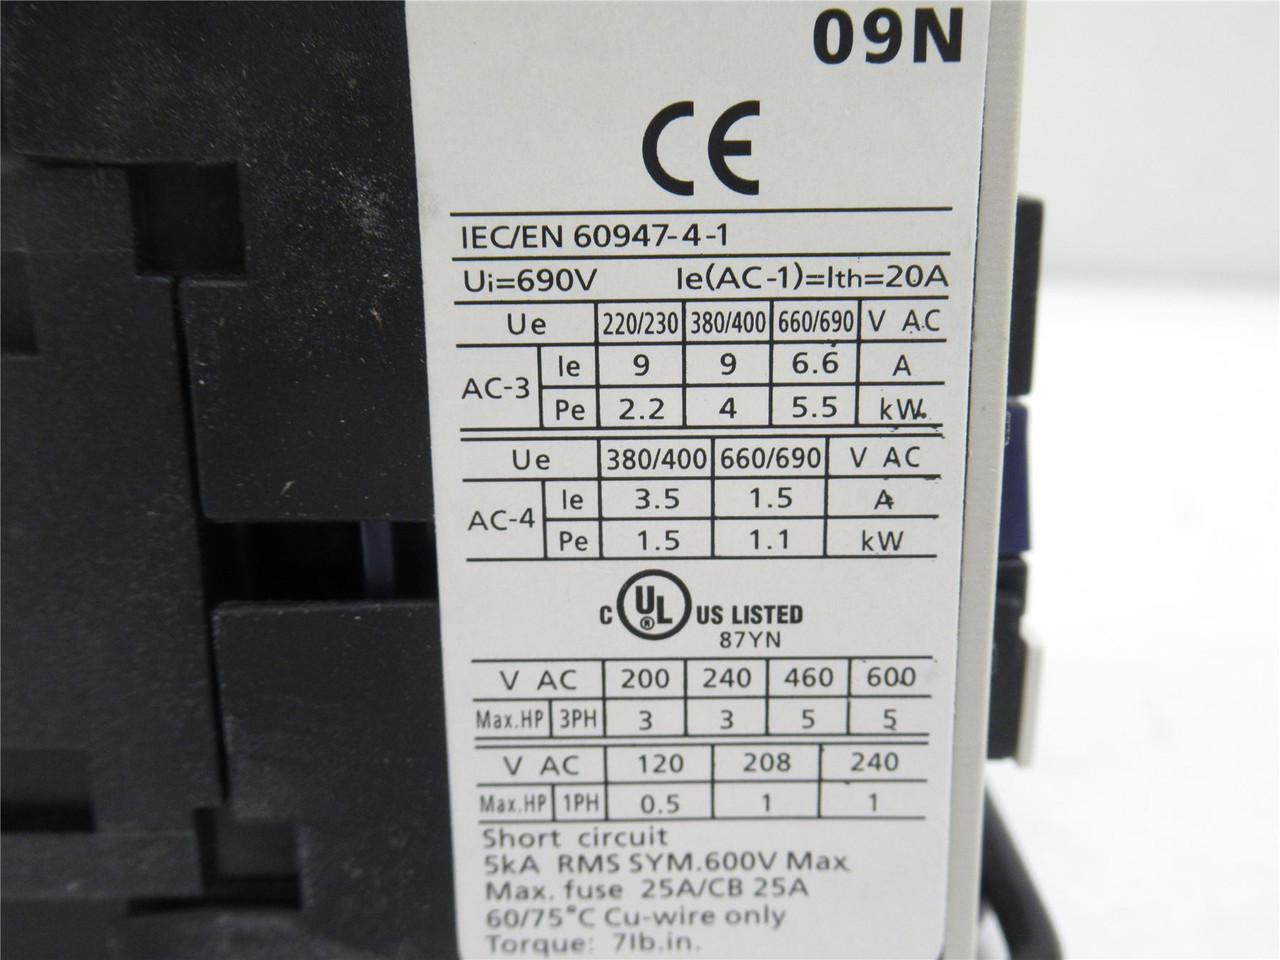 09N
CE
IEC/EN 60947-4-1
Ui=690V Ie(AC-1)=Ith=20A
Ue 220/230 380/400 660/690 V AC
AC-3 Ie 9 9 6.6 A
Pe 2.2 4 5.5 kW
Ue 380/400 660/690 V AC
AC-4 Ie 3.5 1.5 A
Pe 1.5 1.1 kW
C UL ® US LISTED
87YN
V AC 200 240 460 600
Max.HP 3PH 3 3 5 5
V AC 120 208 240
Max.HP 1PH 0.5 1 1
Short circuit
5kA RMS SYM.600V Max
Max. fuse 25A/CB 25A
60/75°C Cu-wire only
Torque: 7lb.in.